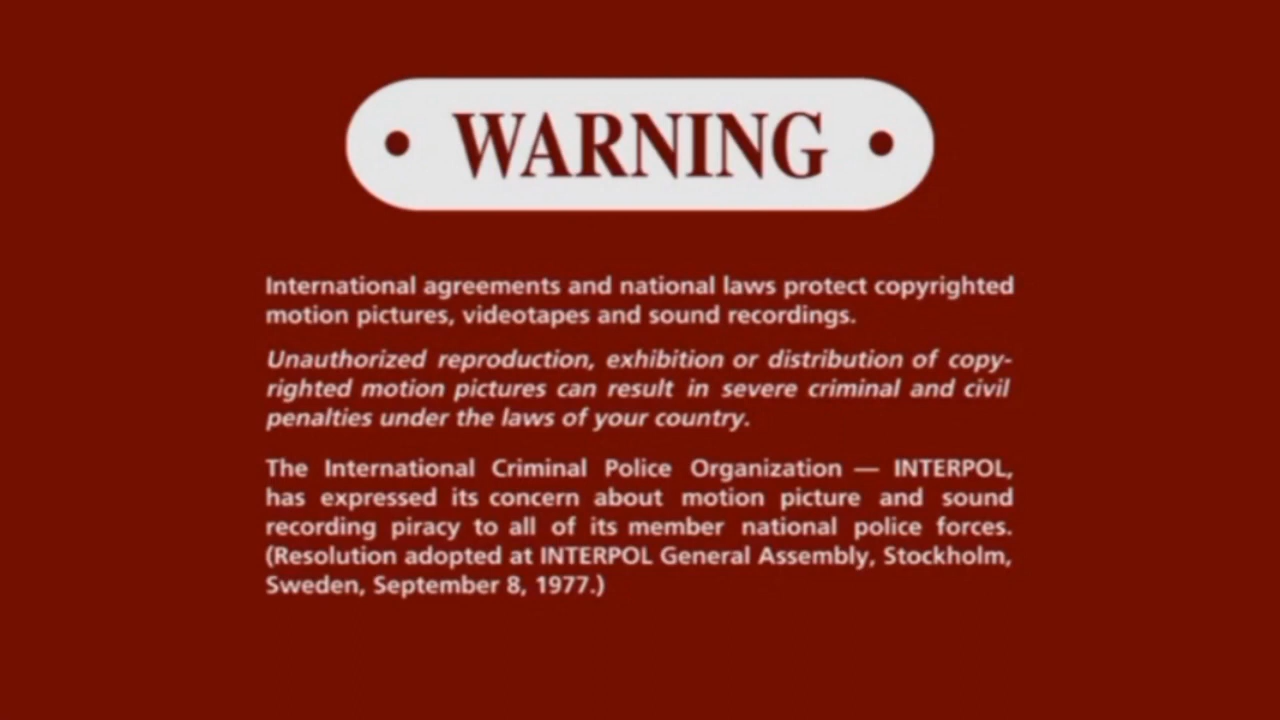 • WARNING •
International agreements and national laws protect copyrighted
motion pictures, videotapes and sound recordings.
Unauthorized reproduction, exhibition or distribution of copy-
righted motion pictures can result in severe criminal and civil
penalties under the laws of your country.
The International Criminal Police Organization — INTERPOL,
has expressed its concern about motion picture and sound
recording piracy to all of its member national police forces.
(Resolution adopted at INTERPOL General Assembly, Stockholm,
Sweden, September 8, 1977.)